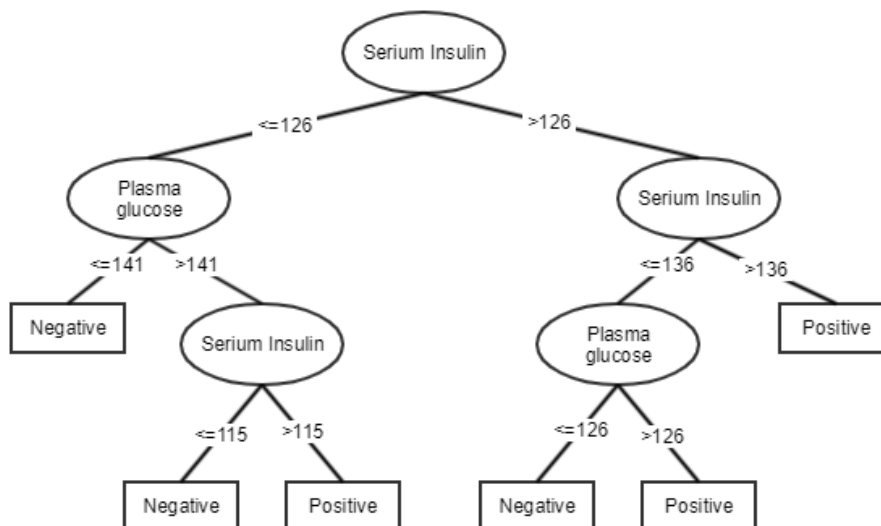 Serium Insulin
<=126
>126
Plasma
glucose
Serium Insulin
<=141
>141
<=136
>136
Negative
Serium Insulin
Plasma
glucose
Positive
<=115
>115
<=126
>126
Negative
Positive
Negative
Positive